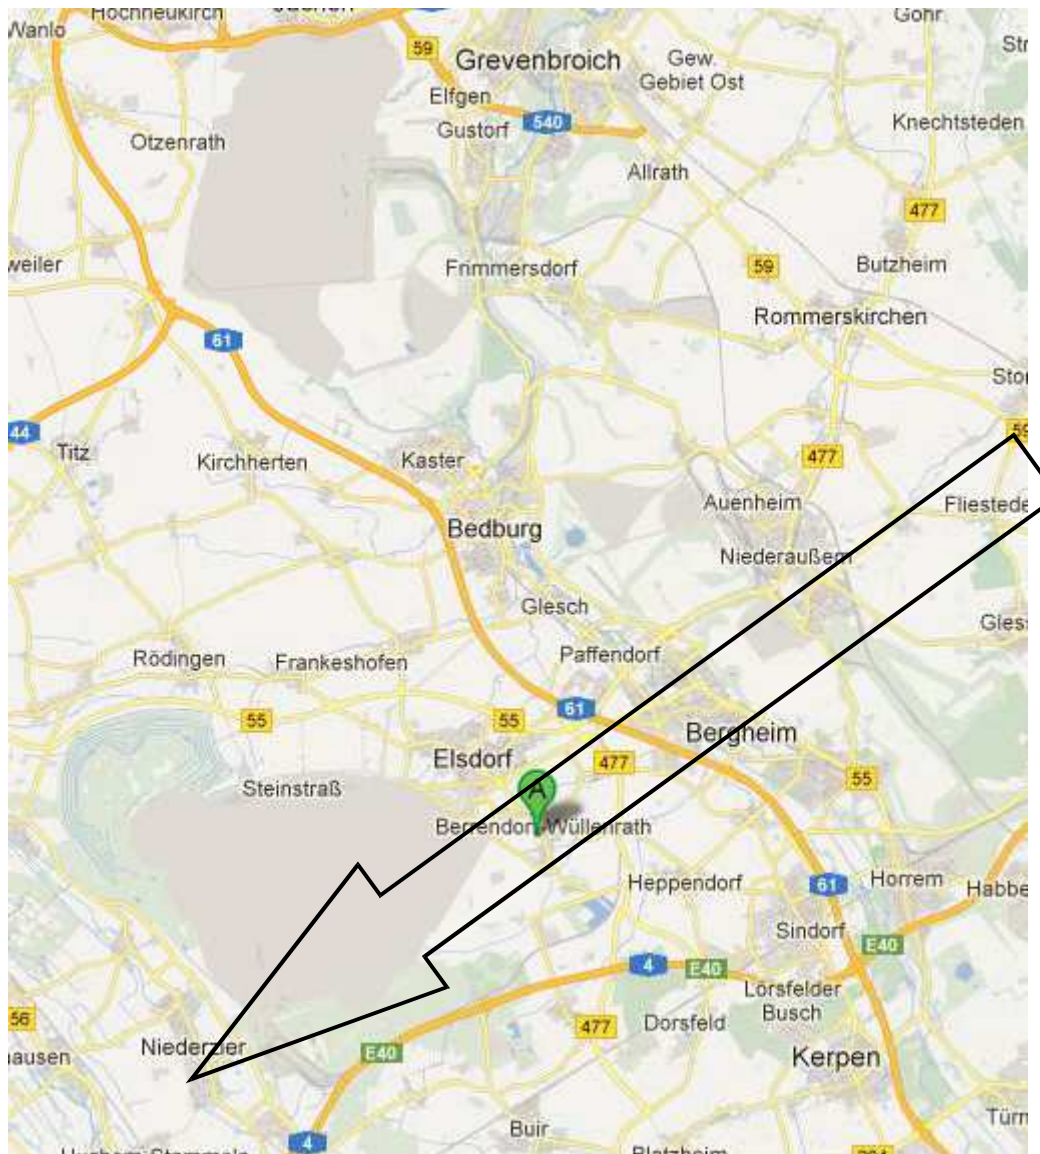 Hochneukirch
Wanlo
Gohr
59
Grevenbroich
Gew.
Gebiet Ost
Elfgen
540
Gustorf
Knechtsteden
Otzenrath
Allrath
477
weiler
Frimmersdorf
59
Butzheim
Rommerskirchen
61
44
Titz
Kirchherten
Kaster
477
Auenheim
Bedburg
Niederaußem
Glesch
Rödingen
Frankeshofen
Paffendorf
61
55
55
Bergheim
Elsdorf
477
55
Steinstraß
A
Berrendorf-Wüllenrath
Heppendorf
61
Horrem
Sindorf
E40
4
E40
Lörsfelder
Busch
56
477
Dorsfeld
Niederzier
E40
Kerpen
4
Buir